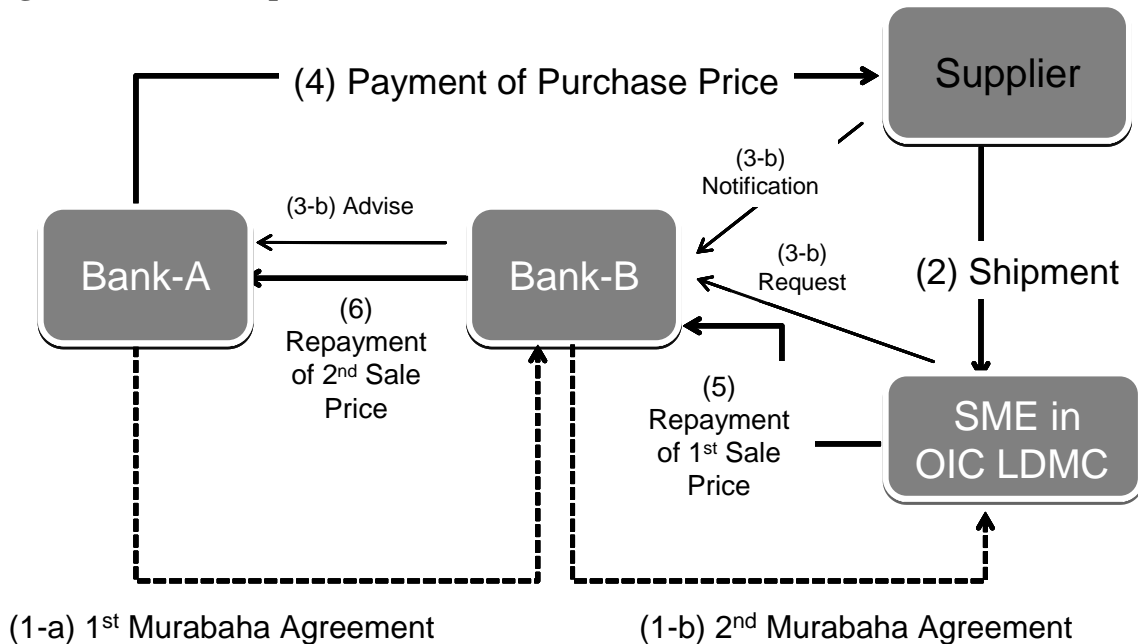 (4) Payment of Purchase Price
Supplier
(3-b)
Notification
(3-b) Advise
Bank-A
Bank-B
(3-b)
Request
(2) Shipment
(6)
Repayment
of 2nd Sale
Price
(5)
Repayment
of 1st Sale
Price
SME in
OIC LDMC
(1-a) 1st Murabaha Agreement
(1-b) 2nd Murabaha Agreement